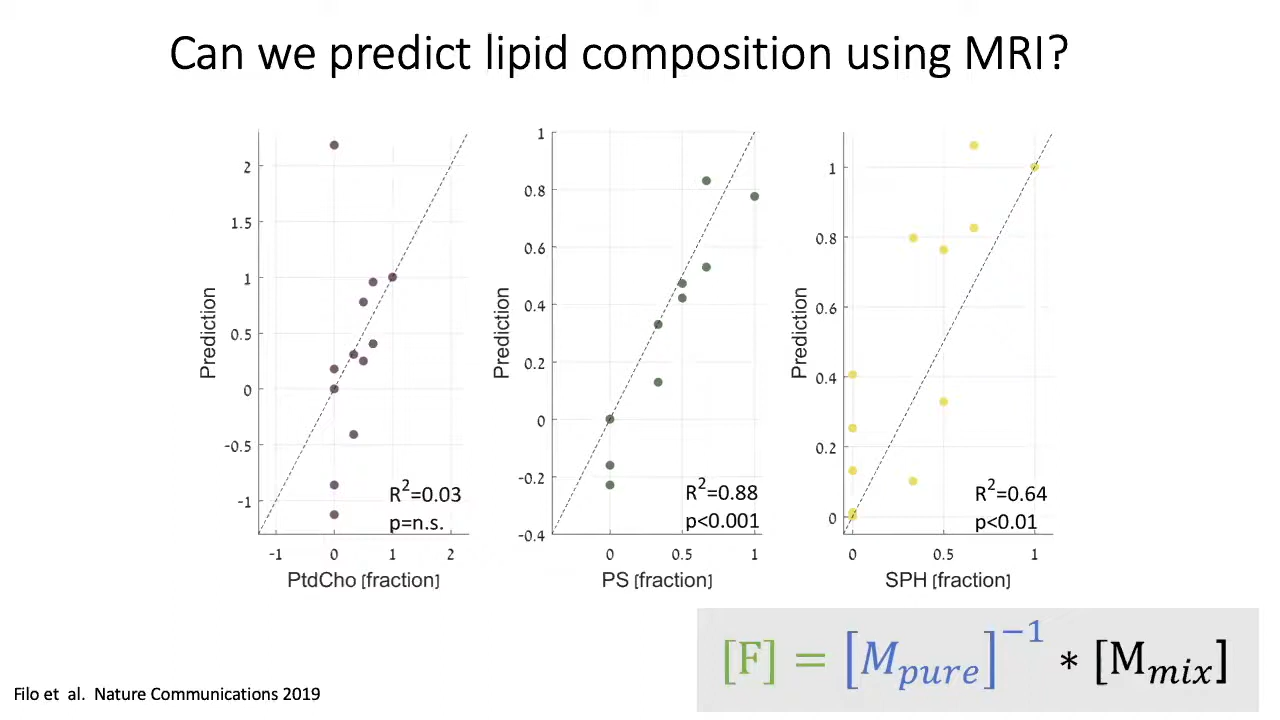 Can we predict lipid composition using MRI?
Prediction
2
1.5
1
0.5
0
-0.5
-1
-1 0 1 2
PtdCho [fraction]
R²=0.03
p=n.s.
Prediction
1
0.8
0.6
0.4
0.2
0
-0.2
-0.4
0 0.5 1
PS [fraction]
R²=0.88
p<0.001
Prediction
1
0.8
0.6
0.4
0.2
0
0 0.5 1
SPH [fraction]
R²=0.64
p<0.01
[F] = [M_pure]⁻¹ * [M_mix]
Filo et al. Nature Communications 2019